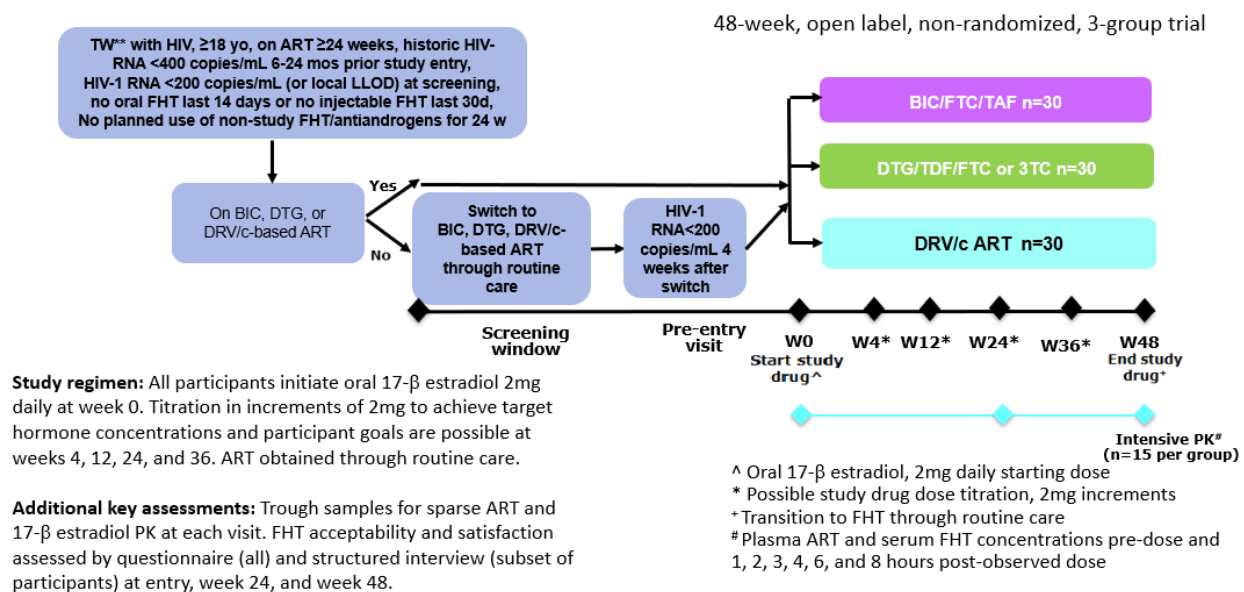 48-week, open label, non-randomized, 3-group trial
TW** with HIV, ≥18 yo, on ART ≥24 weeks, historic HIV-
RNA <400 copies/mL 6-24 mos prior study entry,
HIV-1 RNA <200 copies/mL (or local LLOD) at screening,
no oral FHT last 14 days or no injectable FHT last 30d,
No planned use of non-study FHT/antiandrogens for 24 w
On BIC, DTG, or
DRV/c-based ART
Yes
No
Switch to
BIC, DTG, DRV/c-
based ART
through routine
care
HIV-1
RNA<200
copies/mL 4
weeks after
switch
BIC/FTC/TAF n=30
DTG/TDF/FTC or 3TC n=30
DRV/c ART n=30
Screening
window
Pre-entry
visit
W0
Start study
drug^
W4*
W12*
W24*
W36*
W48
End study
drug⁺
Intensive PK#
(n=15 per group)
Study regimen: All participants initiate oral 17-β estradiol 2mg
daily at week 0. Titration in increments of 2mg to achieve target
hormone concentrations and participant goals are possible at
weeks 4, 12, 24, and 36. ART obtained through routine care.
Additional key assessments: Trough samples for sparse ART and
17-β estradiol PK at each visit. FHT acceptability and satisfaction
assessed by questionnaire (all) and structured interview (subset of
participants) at entry, week 24, and week 48.
^ Oral 17-β estradiol, 2mg daily starting dose
* Possible study drug dose titration, 2mg increments
⁺ Transition to FHT through routine care
# Plasma ART and serum FHT concentrations pre-dose and
1, 2, 3, 4, 6, and 8 hours post-observed dose